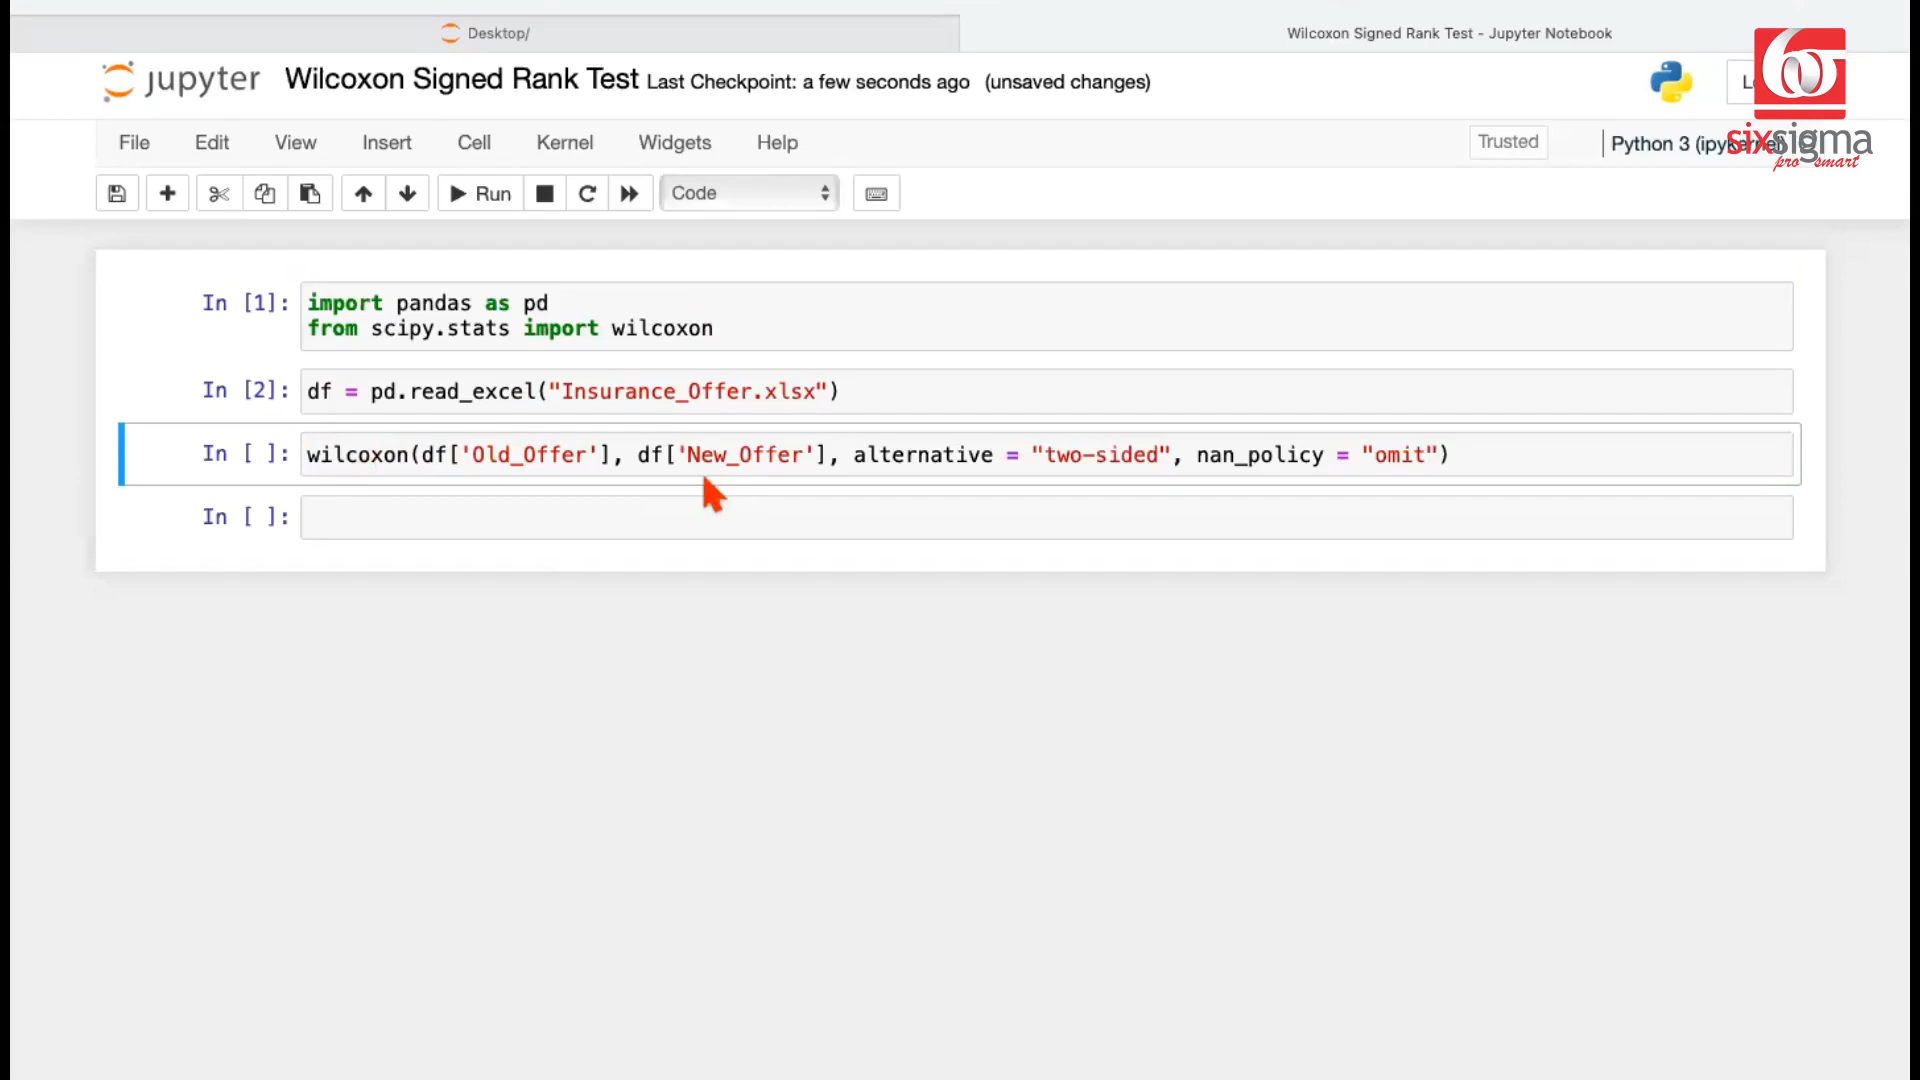 Desktop/
Wilcoxon Signed Rank Test - Jupyter Notebook
jupyter Wilcoxon Signed Rank Test Last Checkpoint: a few seconds ago (unsaved changes)
File Edit View Insert Cell Kernel Widgets Help Trusted Python 3 (ipykernel)
sixsigma
pro smart
Run Code
In [1]: import pandas as pd
from scipy.stats import wilcoxon
In [2]: df = pd.read_excel("Insurance_Offer.xlsx")
In [ ]: wilcoxon(df['Old_Offer'], df['New_Offer'], alternative = "two-sided", nan_policy = "omit")
In [ ]: